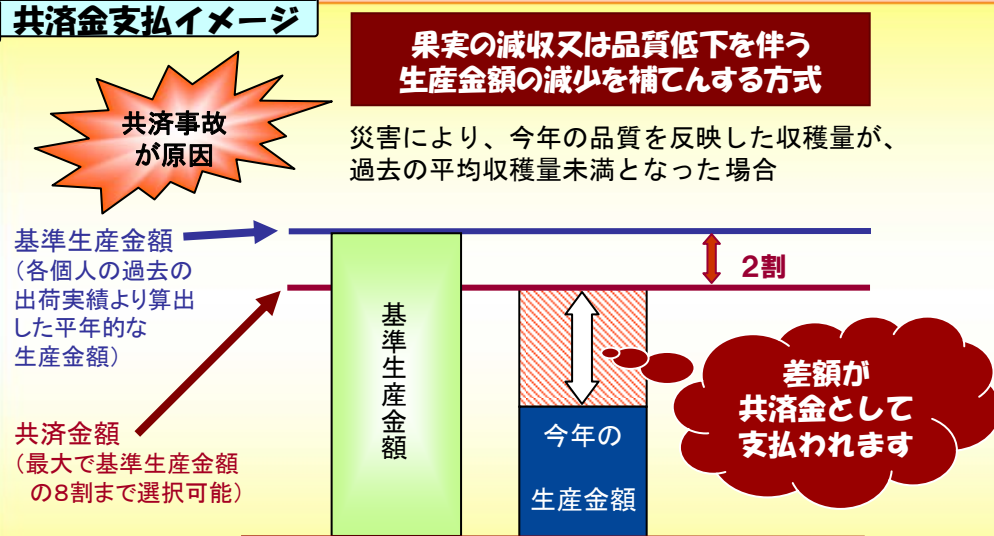 共済金支払イメージ
果実の減収又は品質低下を伴う
生産金額の減少を補てんする方式
共済事故
が原因
災害により、今年の品質を反映した収穫量が、
過去の平均収穫量未満となった場合
基準生産金額
（各個人の過去の
出荷実績より算出
した平年的な
生産金額）
2割
基準生産金額
差額が
共済金として
支払われます
共済金額
（最大で基準生産金額
の8割まで選択可能）
今年の
生産金額